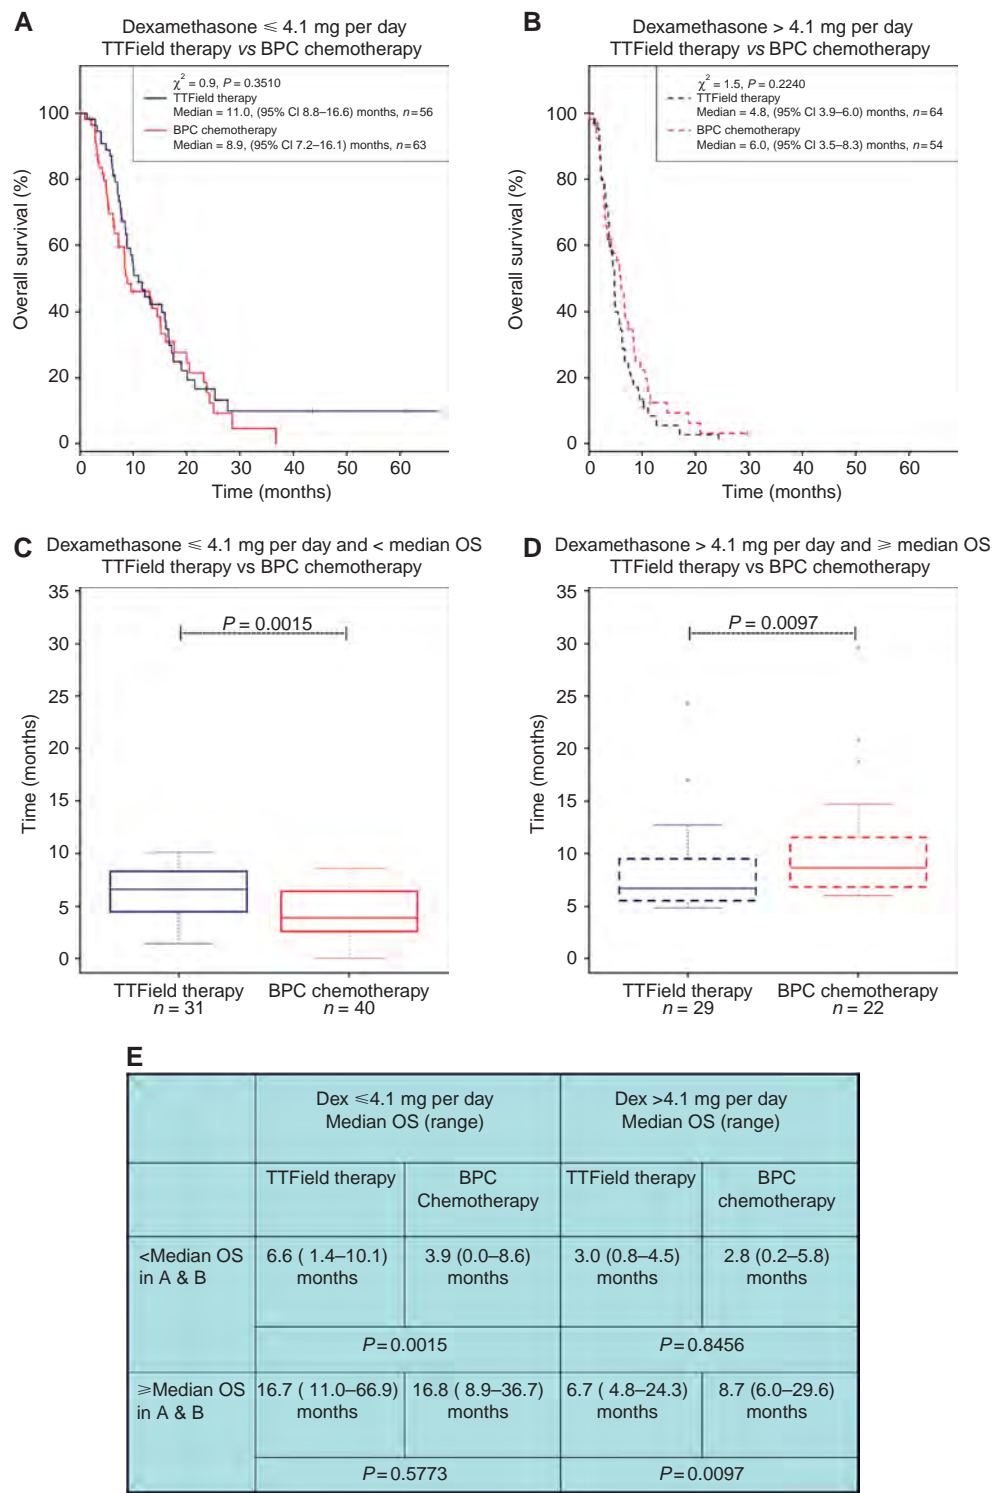 A
Dexamethasone ⩽ 4.1 mg per day
TTField therapy vs BPC chemotherapy
χ² = 0.9, P = 0.3510
TTField therapy
Median = 11.0, (95% CI 8.8–16.6) months, n=56
BPC chemotherapy
Median = 8.9, (95% CI 7.2–16.1) months, n=63
Overall survival (%)
100
80
60
40
20
0
0 10 20 30 40 50 60
Time (months)
B
Dexamethasone > 4.1 mg per day
TTField therapy vs BPC chemotherapy
χ² = 1.5, P = 0.2240
TTField therapy
Median = 4.8, (95% CI 3.9–6.0) months, n=64
BPC chemotherapy
Median = 6.0, (95% CI 3.5–8.3) months, n=54
Overall survival (%)
100
80
60
40
20
0
0 10 20 30 40 50 60
Time (months)
C
Dexamethasone ⩽ 4.1 mg per day and < median OS
TTField therapy vs BPC chemotherapy
P = 0.0015
Time (months)
35
30
25
20
15
10
5
0
TTField therapy BPC chemotherapy
n = 31 n = 40
D
Dexamethasone > 4.1 mg per day and ⩾ median OS
TTField therapy vs BPC chemotherapy
P = 0.0097
Time (months)
35
30
25
20
15
10
5
0
TTField therapy BPC chemotherapy
n = 29 n = 22
E
Dex ⩽4.1 mg per day
Median OS (range)
Dex >4.1 mg per day
Median OS (range)
TTField therapy
BPC
Chemotherapy
TTField therapy
BPC
chemotherapy
<Median OS
in A & B
6.6 ( 1.4–10.1)
months
3.9 (0.0–8.6)
months
3.0 (0.8–4.5)
months
2.8 (0.2–5.8)
months
P=0.0015
P=0.8456
⩾Median OS
in A & B
16.7 ( 11.0–66.9)
months
16.8 ( 8.9–36.7)
months
6.7 ( 4.8–24.3)
months
8.7 (6.0–29.6)
months
P=0.5773
P=0.0097